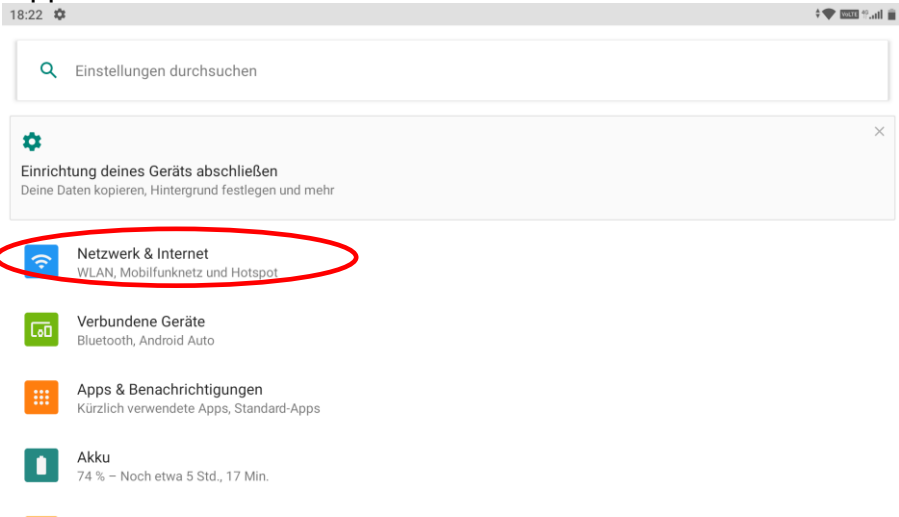 18:22
VoLTE 4G
Einstellungen durchsuchen
Einrichtung deines Geräts abschließen
Deine Daten kopieren, Hintergrund festlegen und mehr
Netzwerk & Internet
WLAN, Mobilfunknetz und Hotspot
Verbundene Geräte
Bluetooth, Android Auto
Apps & Benachrichtigungen
Kürzlich verwendete Apps, Standard-Apps
Akku
74 % – Noch etwa 5 Std., 17 Min.